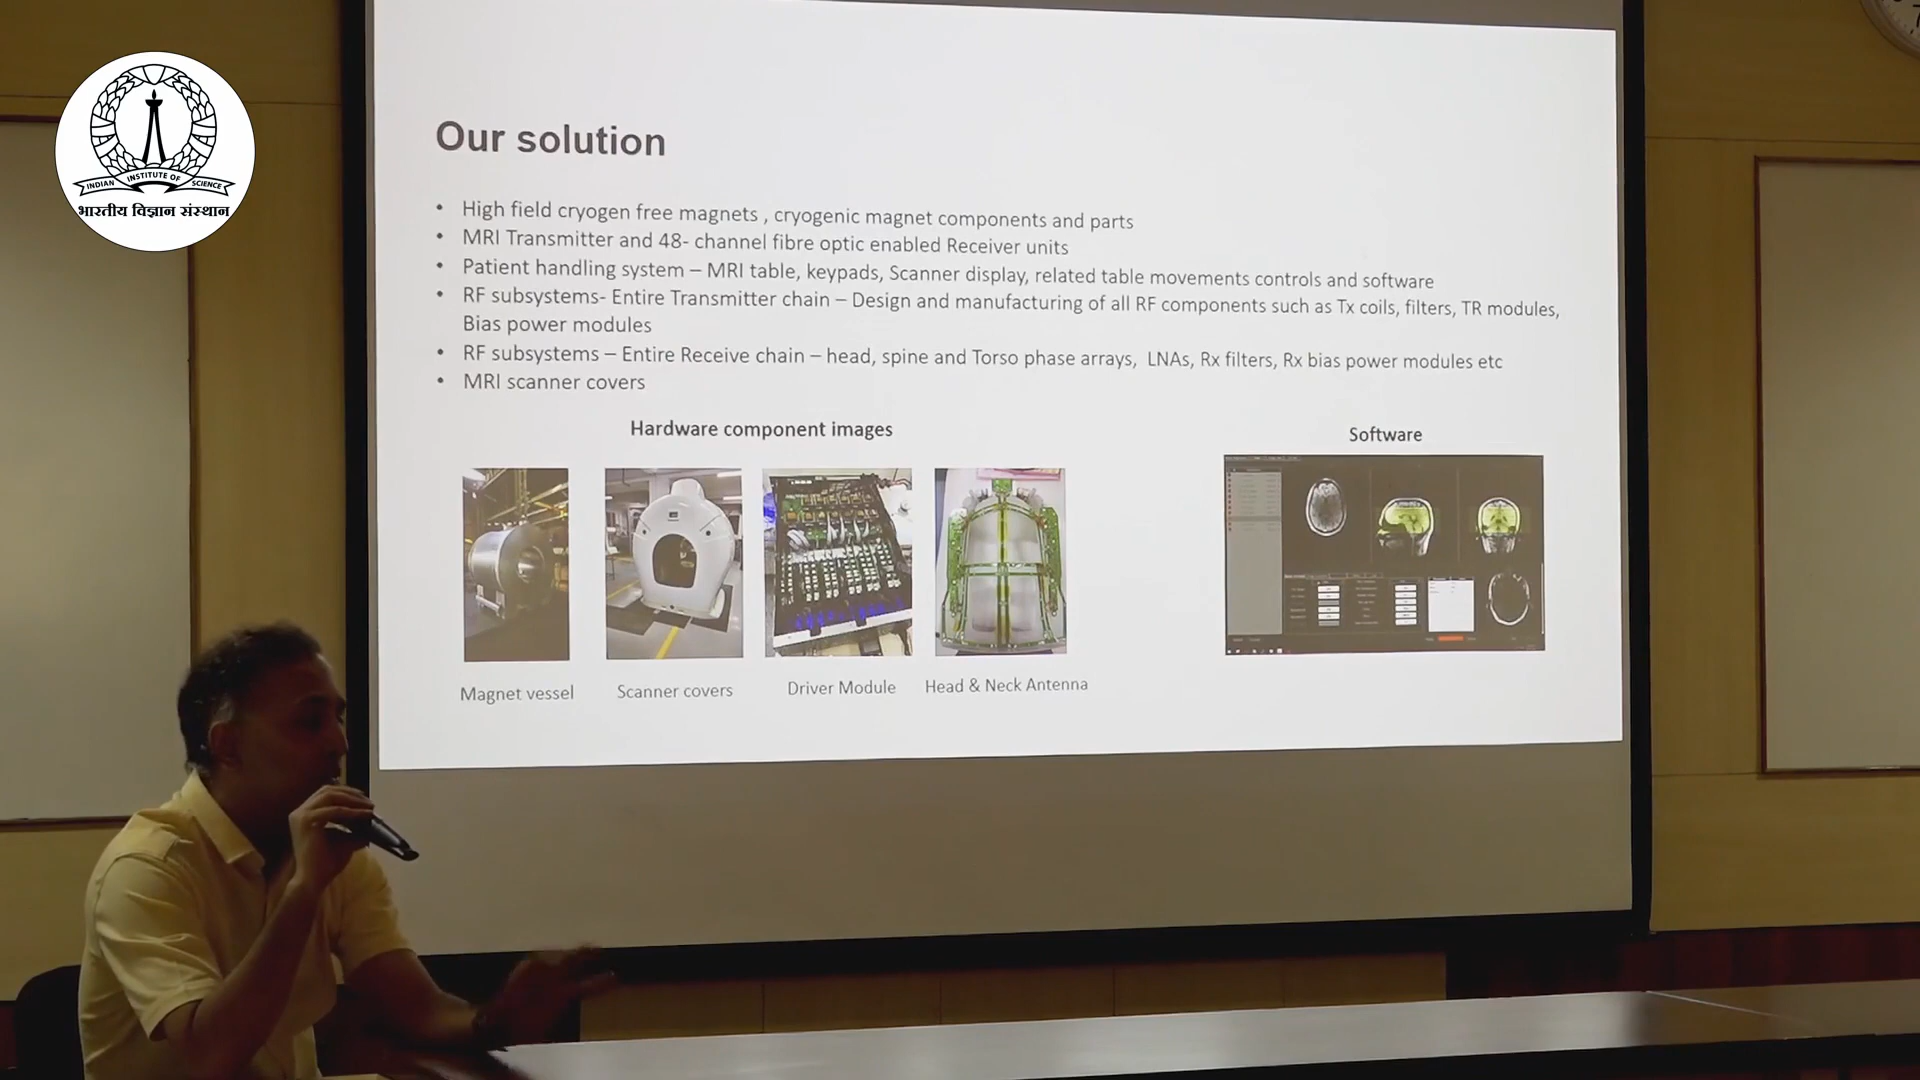 INDIAN INSTITUTE OF SCIENCE
भारतीय विज्ञान संस्थान
Our solution
• High field cryogen free magnets , cryogenic magnet components and parts
• MRI Transmitter and 48- channel fibre optic enabled Receiver units
• Patient handling system – MRI table, keypads, Scanner display, related table movements controls and software
• RF subsystems- Entire Transmitter chain – Design and manufacturing of all RF components such as Tx coils, filters, TR modules,
Bias power modules
• RF subsystems – Entire Receive chain – head, spine and Torso phase arrays, LNAs, Rx filters, Rx bias power modules etc
• MRI scanner covers
Hardware component images
Software
Magnet vessel
Scanner covers
Driver Module
Head & Neck Antenna